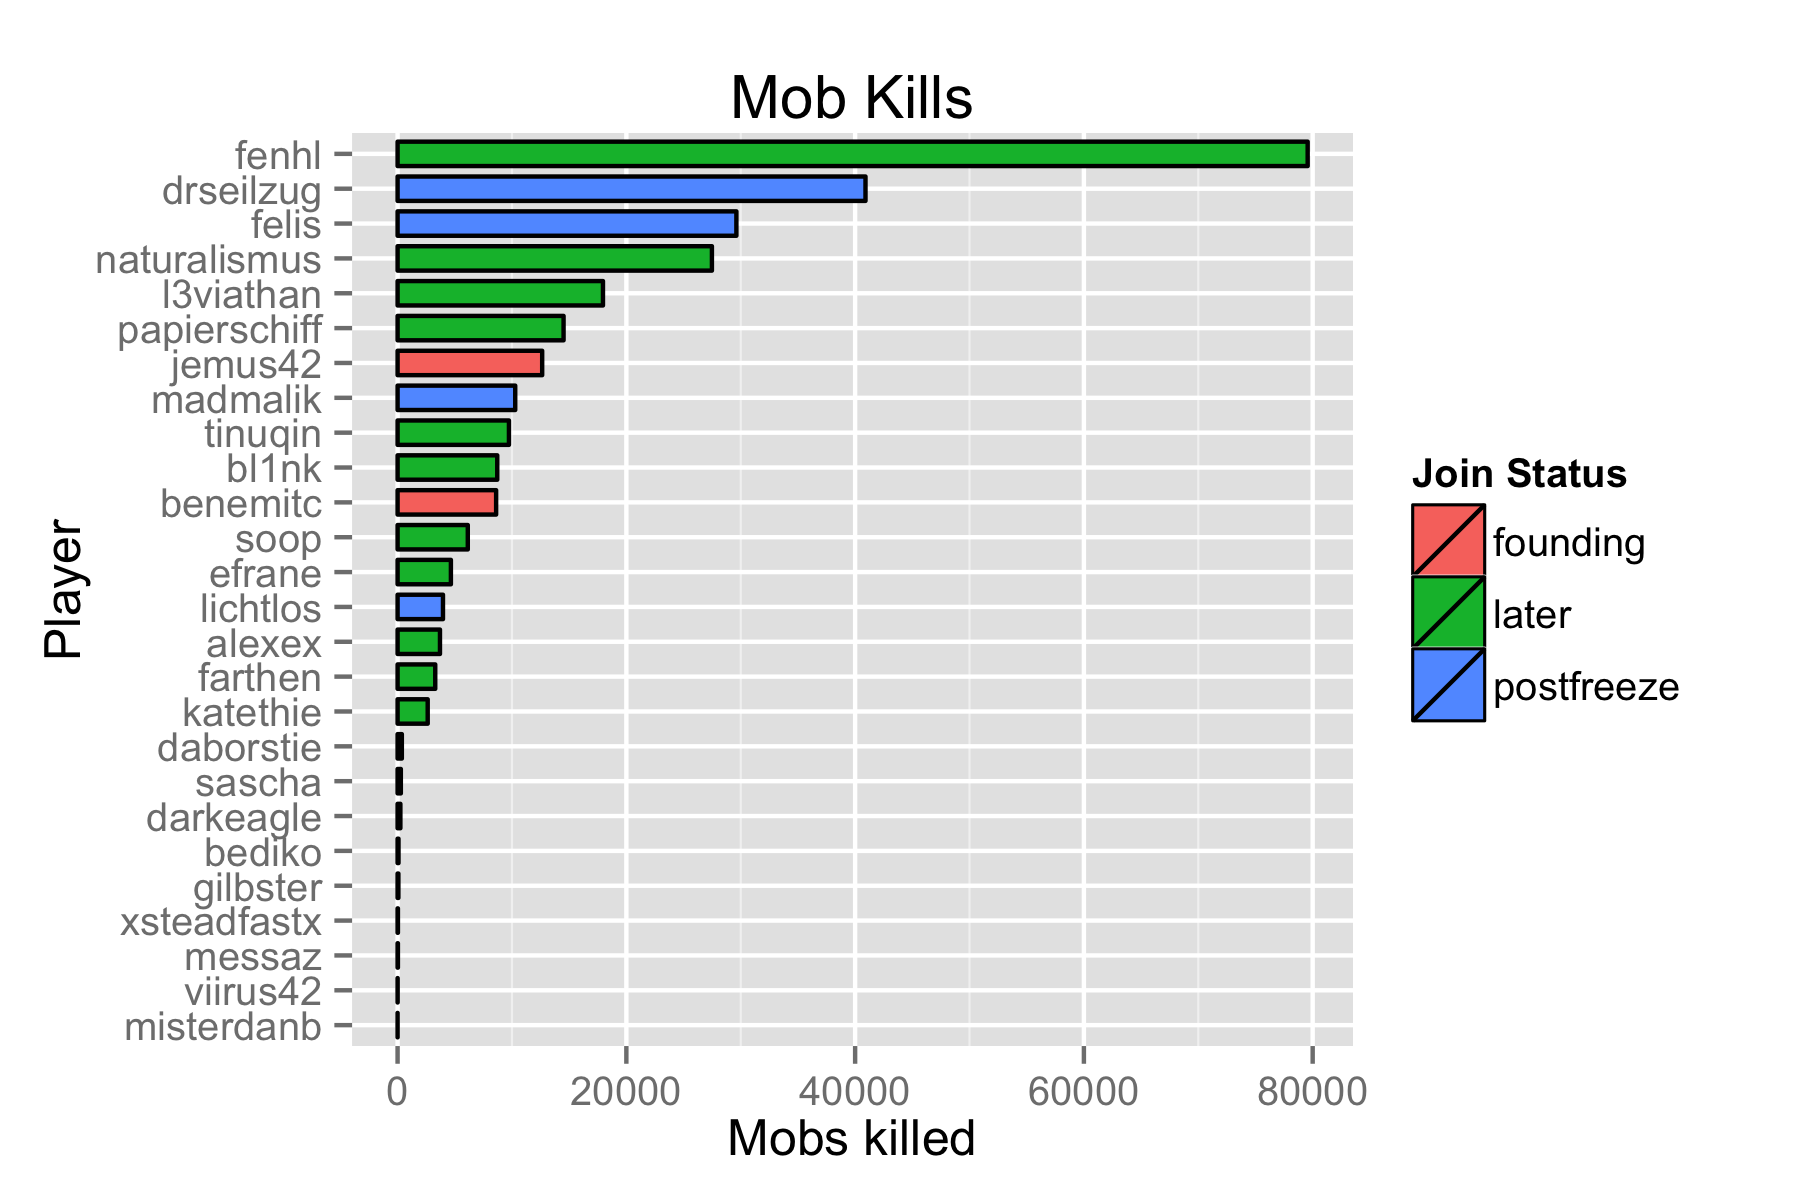 Mob Kills
fenhl
drseilzug
felis
naturalismus
l3viathan
papierschiff
jemus42
madmalik
tinuqin
bl1nk
benemitc
soop
efrane
lichtlos
alexex
farthen
katethie
daborstie
sascha
darkeagle
bediko
gilbster
xsteadfastx
messaz
viirus42
misterdanb
Player
0 20000 40000 60000 80000
Mobs killed
Join Status
founding
later
postfreeze